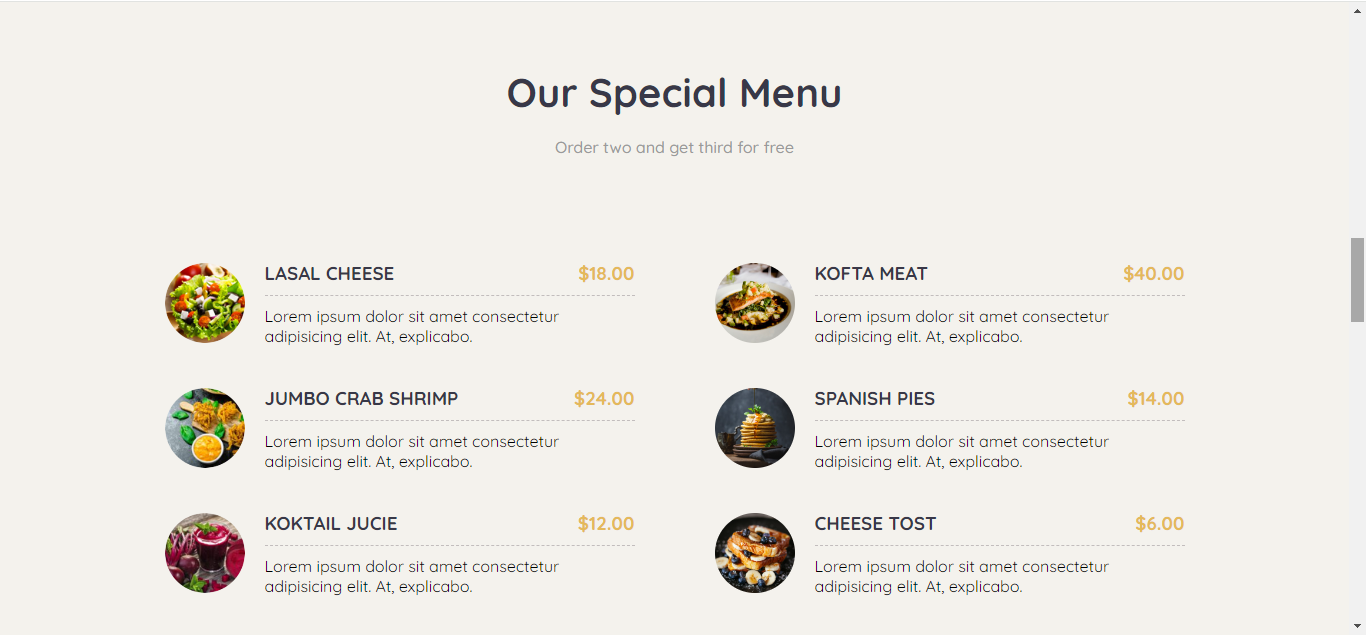 Our Special Menu
Order two and get third for free
LASAL CHEESE $18.00
Lorem ipsum dolor sit amet consectetur
adipisicing elit. At, explicabo.
KOFTA MEAT $40.00
Lorem ipsum dolor sit amet consectetur
adipisicing elit. At, explicabo.
JUMBO CRAB SHRIMP $24.00
Lorem ipsum dolor sit amet consectetur
adipisicing elit. At, explicabo.
SPANISH PIES $14.00
Lorem ipsum dolor sit amet consectetur
adipisicing elit. At, explicabo.
KOKTAIL JUCIE $12.00
Lorem ipsum dolor sit amet consectetur
adipisicing elit. At, explicabo.
CHEESE TOST $6.00
Lorem ipsum dolor sit amet consectetur
adipisicing elit. At, explicabo.